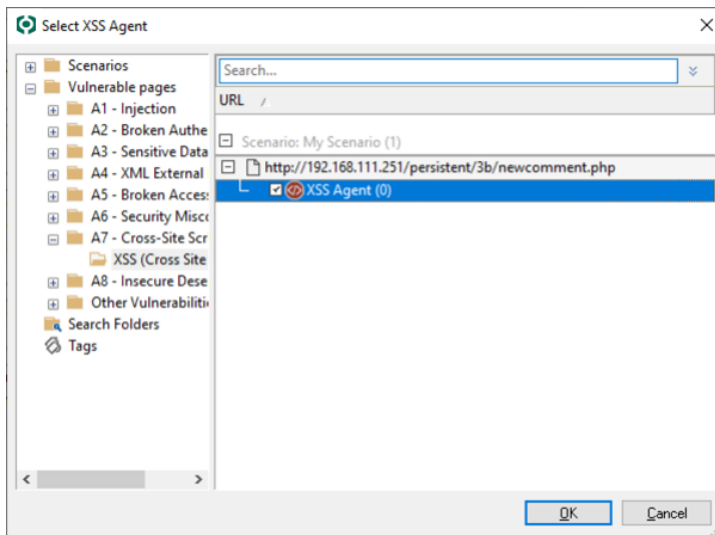 Select XSS Agent
Scenarios
Vulnerable pages
A1 - Injection
A2 - Broken Authe
A3 - Sensitive Data
A4 - XML External
A5 - Broken Access
A6 - Security Misco
A7 - Cross-Site Scr
XSS (Cross Site
A8 - Insecure Dese
Other Vulnerabiliti
Search Folders
Tags
Search...
URL
Scenario: My Scenario (1)
http://192.168.111.251/persistent/3b/newcomment.php
XSS Agent (0)
OK
Cancel